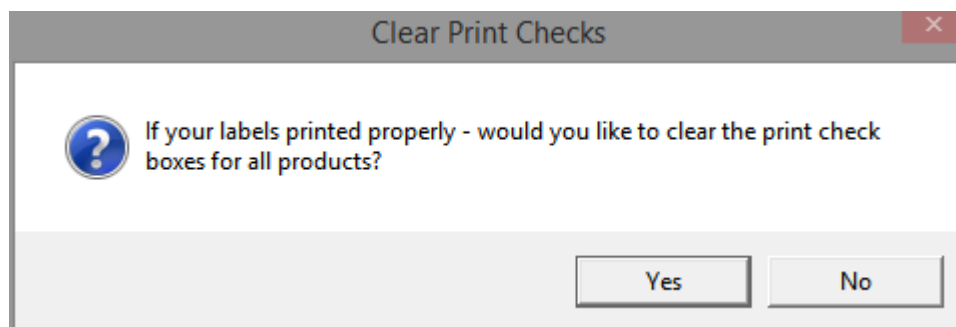 Clear Print Checks
If your labels printed properly - would you like to clear the print check
boxes for all products?
Yes
No